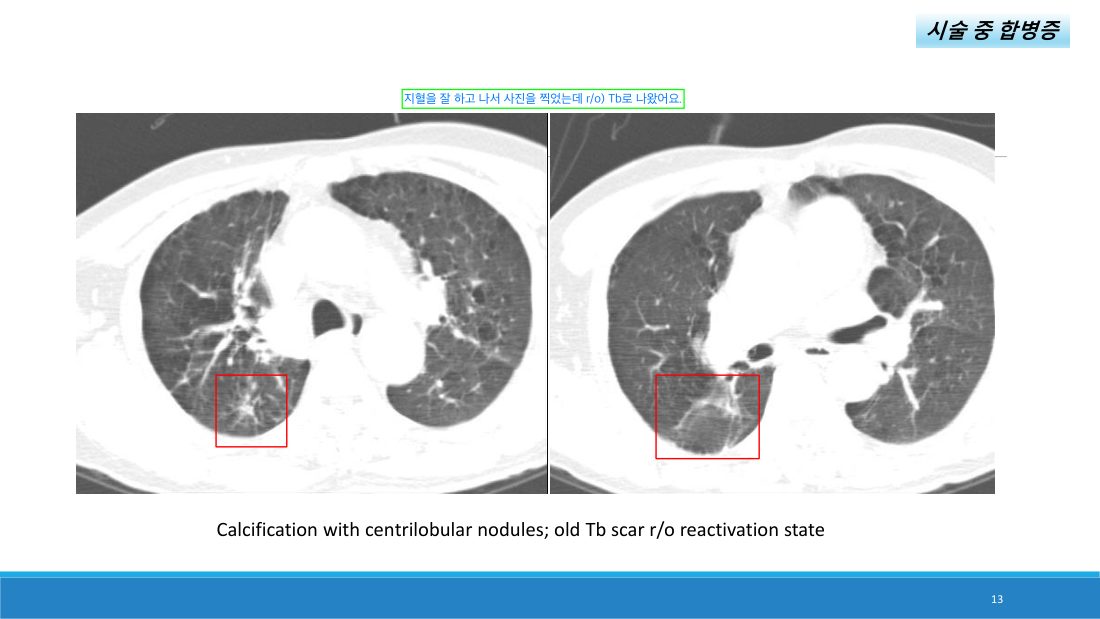 시술 중 합병증
지혈을 잘 하고 나서 사진을 찍었는데 r/o) Tb로 나왔어요.
Calcification with centrilobular nodules; old Tb scar r/o reactivation state
13